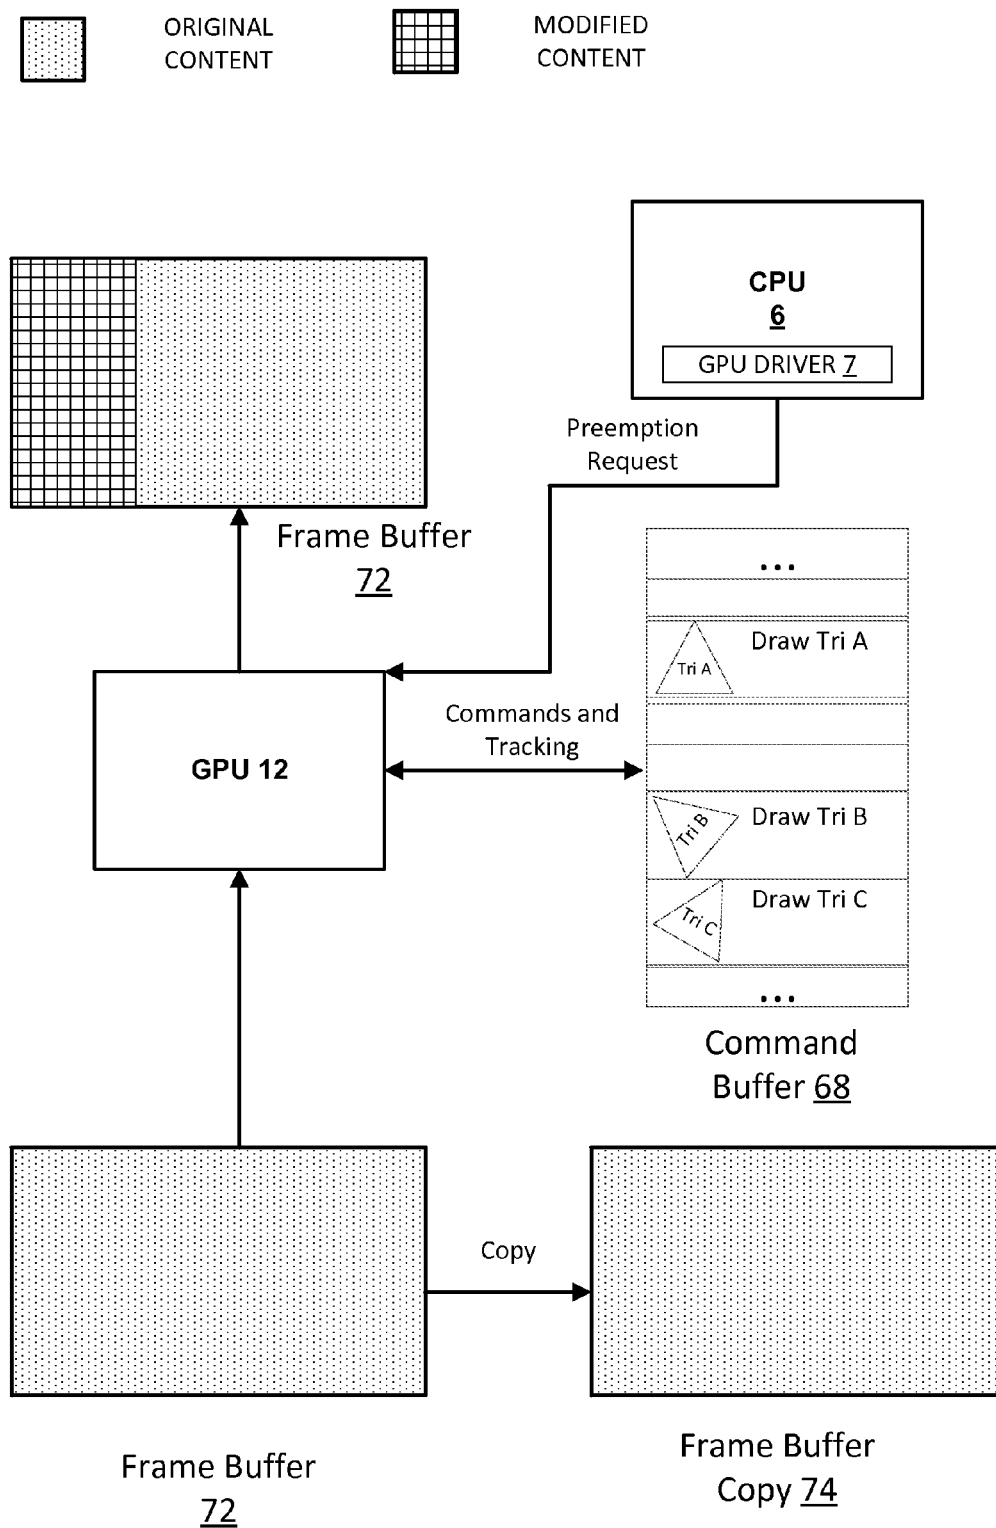 ORIGINAL
CONTENT
MODIFIED
CONTENT
CPU
6
GPU DRIVER 7
Preemption
Request
Frame Buffer
72
...
Draw Tri A
Tri A
Commands and
Tracking
GPU 12
Draw Tri B
Tri B
Draw Tri C
Tri C
...
Command
Buffer 68
Copy
Frame Buffer
72
Frame Buffer
Copy 74